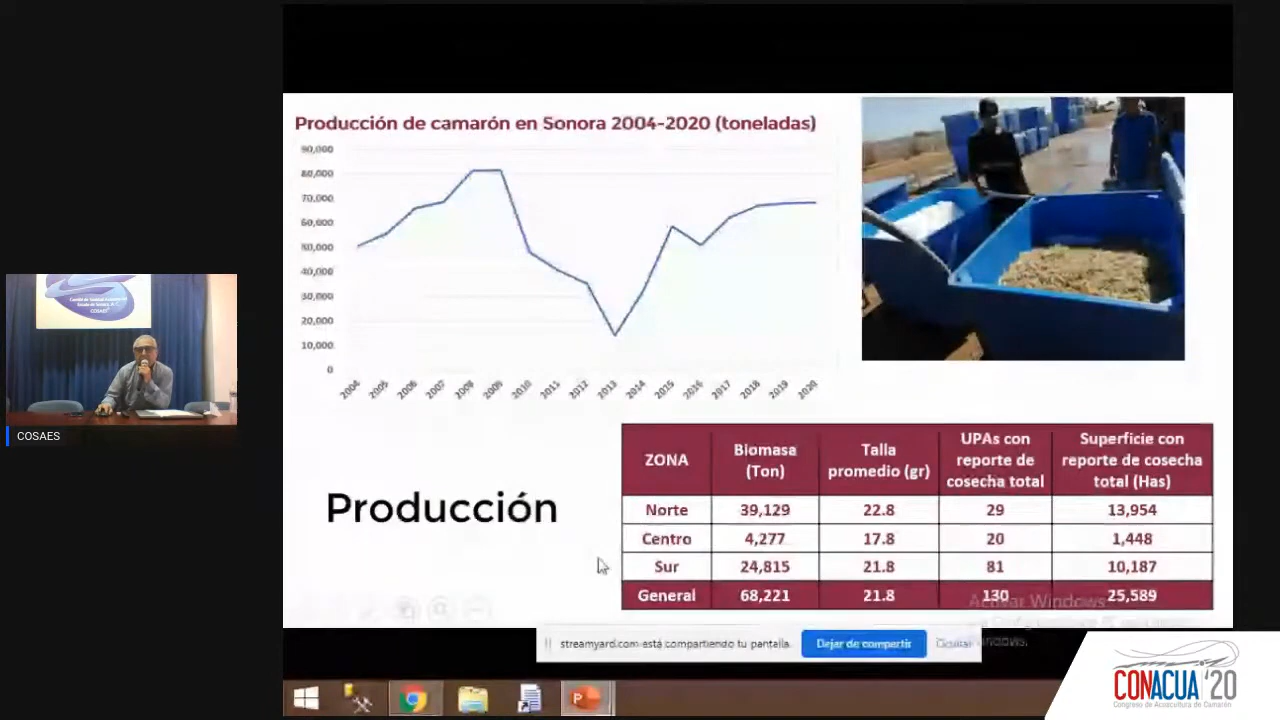 Producción de camarón en Sonora 2004-2020 (toneladas)
90,000
80,000
70,000
60,000
50,000
40,000
30,000
20,000
10,000
0
2004 2005 2006 2007 2008 2009 2010 2011 2012 2013 2014 2015 2016 2017 2018 2019 2020
COSAES
COSAES
Producción
ZONA Biomasa (Ton) Talla promedio (gr) UPAs con reporte de cosecha total Superficie con reporte de cosecha total (Has)
Norte 39,129 22.8 29 13,954
Centro 4,277 17.8 20 1,448
Sur 24,815 21.8 81 10,187
General 68,221 21.8 130 25,589
Activar Windows
streamyard.com está compartiendo tu pantalla.
Dejar de compartir
Ocultar
Windows.
CONACUA '20
Congreso de Acuacultura de Camarón